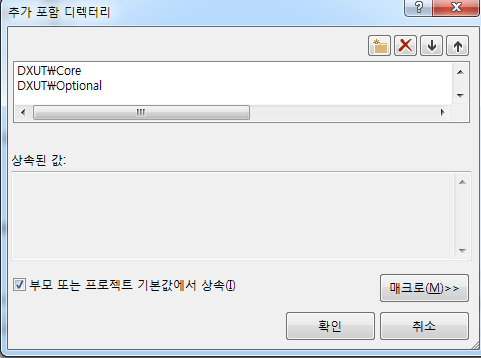 추가 포함 디렉터리
DXUT₩Core
DXUT₩Optional
상속된 값:
부모 또는 프로젝트 기본값에서 상속(I)
매크로(M)>>
확인
취소